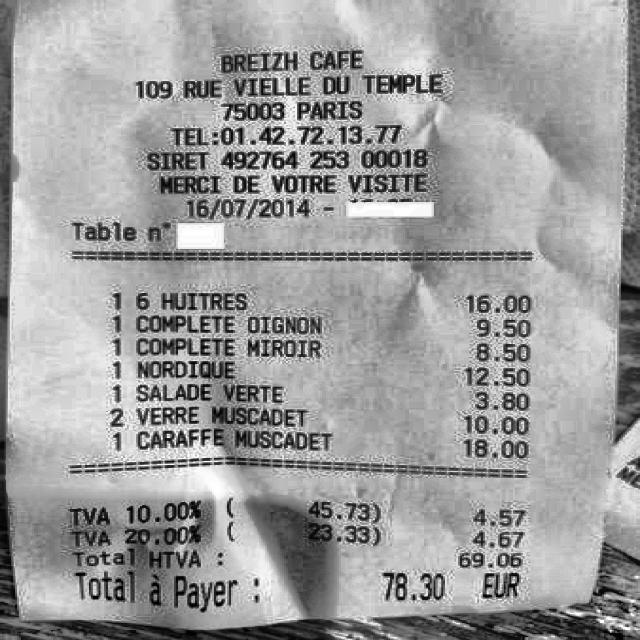 BREIZH CAFE
109 RUE VIELLE DU TEMPLE
75003 PARIS
TEL:01.42.72.13.77
SIRET 492764 253 00018
MERCI DE VOTRE VISITE
16/07/2014 -
Table n°
1 6 HUITRES 16.00
1 COMPLETE OIGNON 9.50
1 COMPLETE MIROIR 8.50
1 NORDIQUE 12.50
1 SALADE VERTE 3.80
2 VERRE MUSCADET 10.00
1 CARAFFE MUSCADET 18.00
TVA 10.00% ( 45.73) 4.57
TVA 20.00% ( 23.33) 4.67
Total HTVA : 69.06
Total à Payer : 78.30 EUR